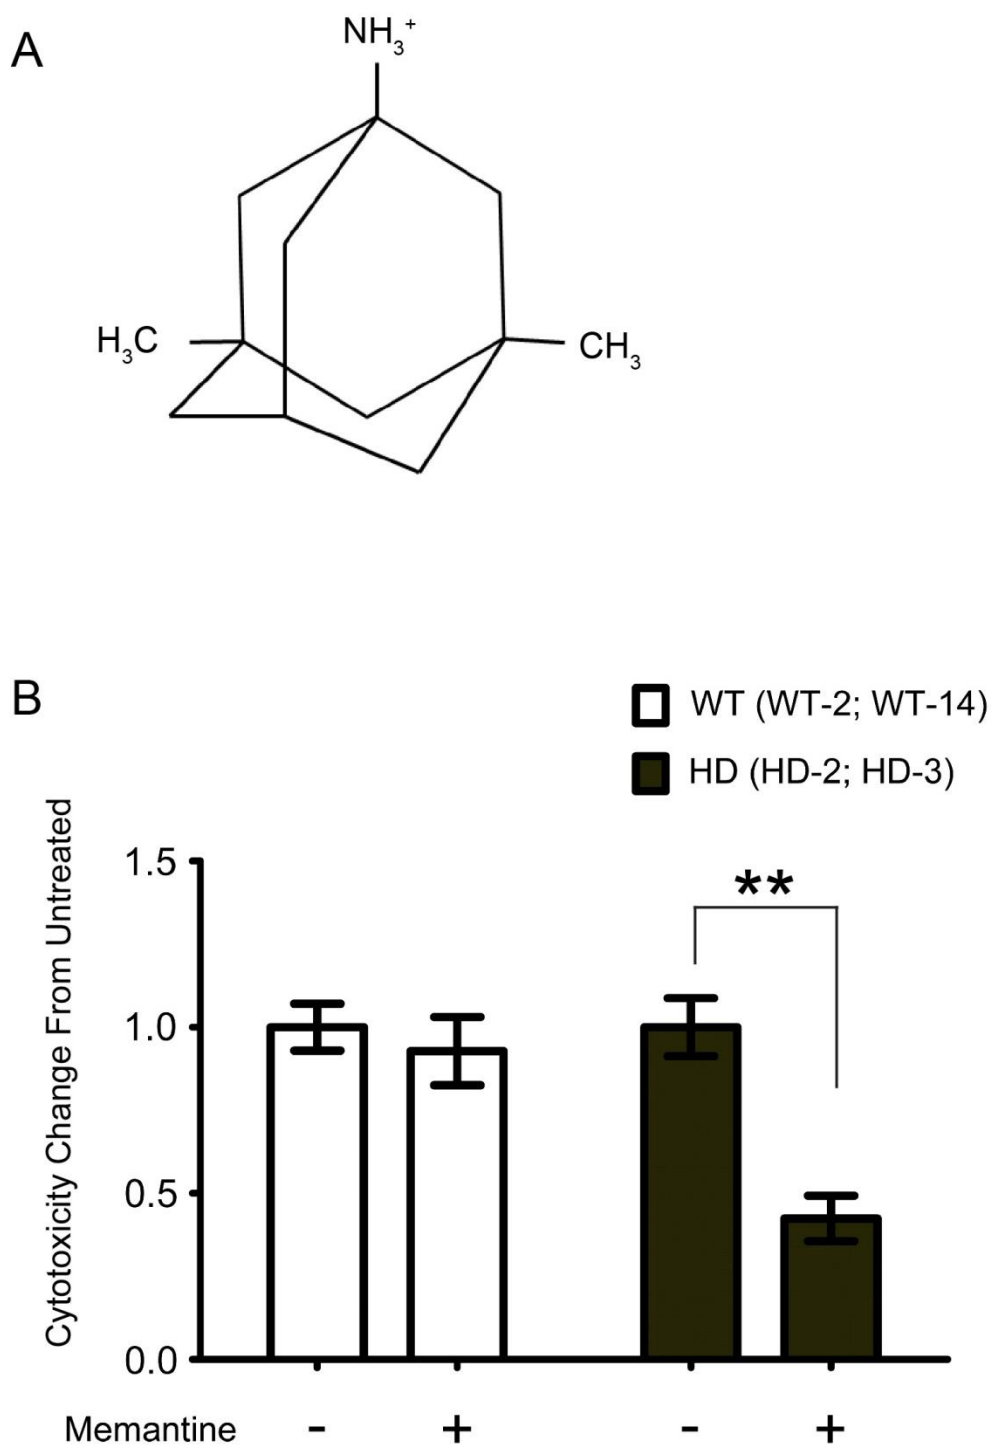 A
NH3+
H3C
CH3
B
WT (WT-2; WT-14)
HD (HD-2; HD-3)
Cytotoxicity Change From Untreated
1.5
**
1.0
0.5
0.0
Memantine - + - +